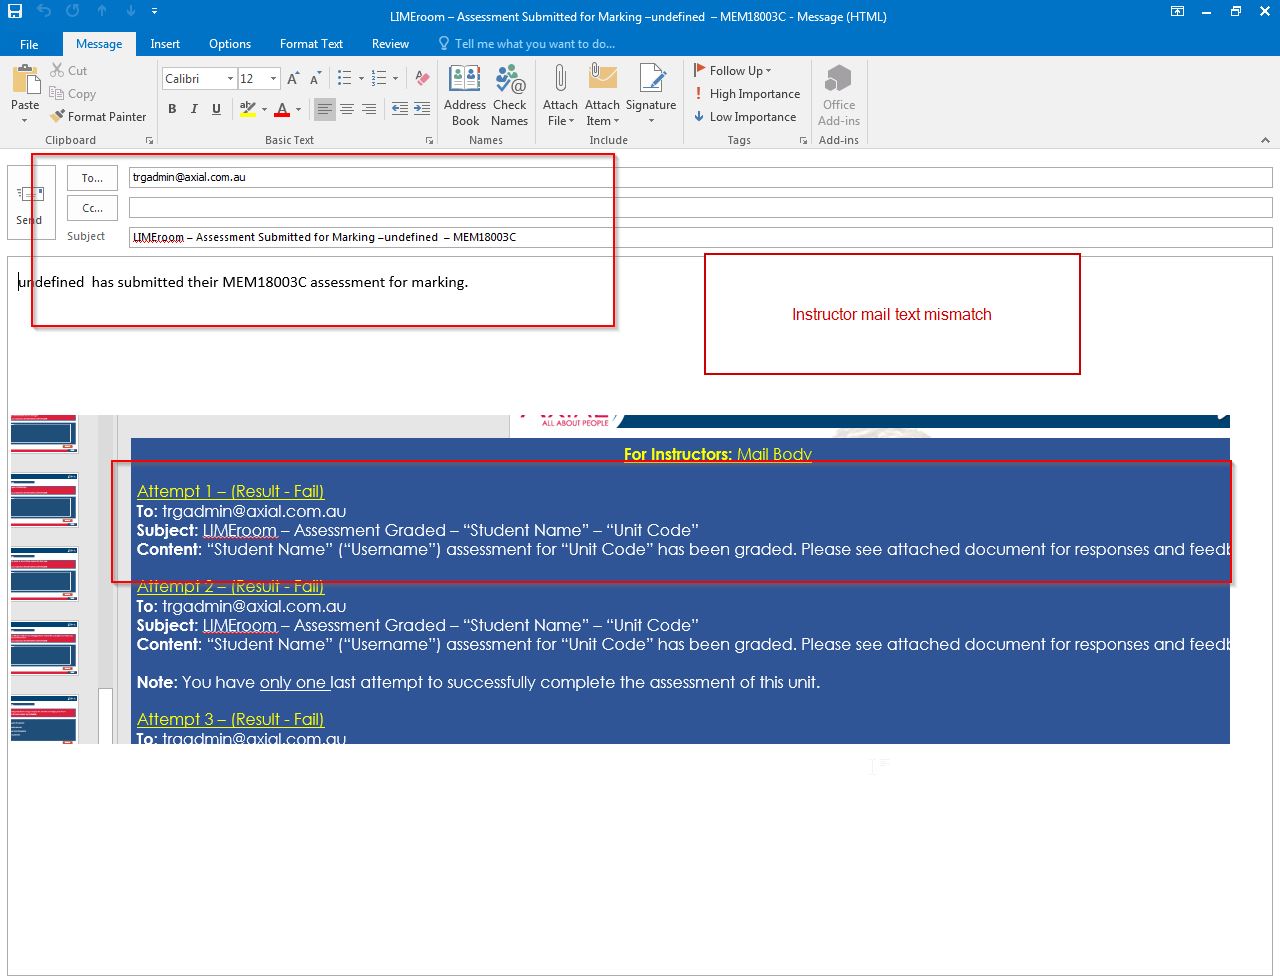 LIMEroom – Assessment Submitted for Marking –undefined  – MEM18003C - Message (HTML)
File Message Insert Options Format Text Review Tell me what you want to do...
Paste
Cut
Copy
Format Painter
Clipboard
Calibri 12
B I U
Basic Text
Address Book
Check Names
Names
Attach File
Attach Item
Signature
Include
Follow Up
High Importance
Low Importance
Tags
Office Add-ins
Add-ins
Send
To... trgadmin@axial.com.au
Cc...
Subject LIMEroom – Assessment Submitted for Marking –undefined  – MEM18003C
undefined  has submitted their MEM18003C assessment for marking.
Instructor mail text mismatch
ALL ABOUT PEOPLE
For Instructors: Mail Body
Attempt 1 – (Result - Fail)
To: trgadmin@axial.com.au
Subject: LIMEroom – Assessment Graded – “Student Name” – “Unit Code”
Content: “Student Name” (“Username”) assessment for “Unit Code” has been graded. Please see attached document for responses and feedb
Attempt 2 – (Result - Fail)
To: trgadmin@axial.com.au
Subject: LIMEroom – Assessment Graded – “Student Name” – “Unit Code”
Content: “Student Name” (“Username”) assessment for “Unit Code” has been graded. Please see attached document for responses and feedb
Note: You have only one last attempt to successfully complete the assessment of this unit.
Attempt 3 – (Result - Fail)
To: trgadmin@axial.com.au